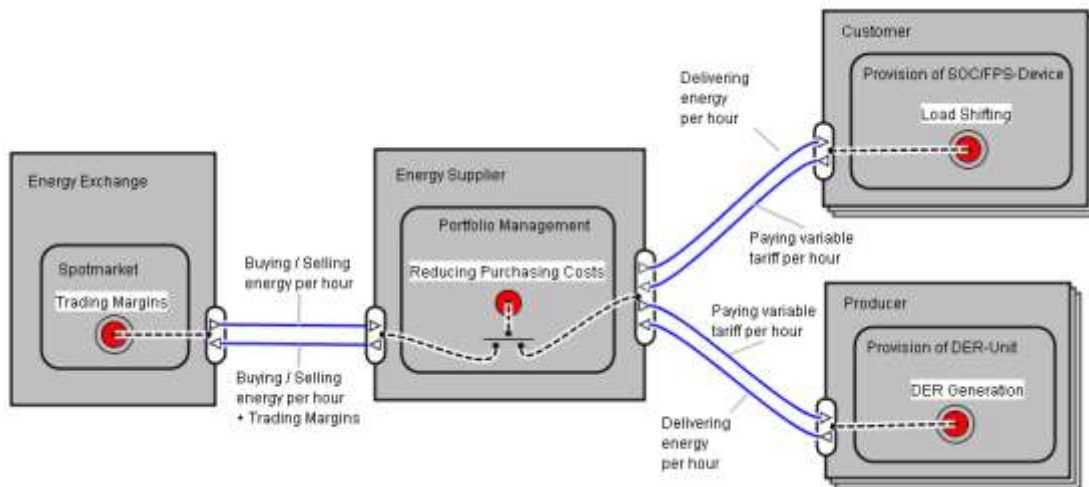 Energy Exchange
Spotmarket
Trading Margins
Buying / Selling
energy per hour
Buying / Selling
energy per hour
+ Trading Margins
Energy Supplier
Portfolio Management
Reducing Purchasing Costs
Delivering
energy
per hour
Paying variable
tariff per hour
Customer
Provision of SOC/FPS-Device
Load Shifting
Paying variable
tariff per hour
Delivering
energy
per hour
Producer
Provision of DER-Unit
DER Generation